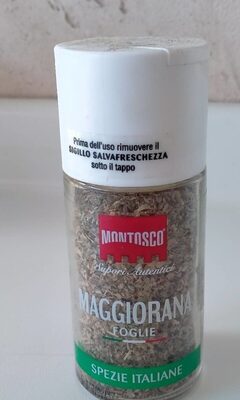 Prima dell'uso rimuovere il
SIGILLO SALVAFRESCHEZZA
sotto il tappo
MONTOSCO
Sapori Autentici
MAGGIORANA
FOGLIE
SPEZIE ITALIANE